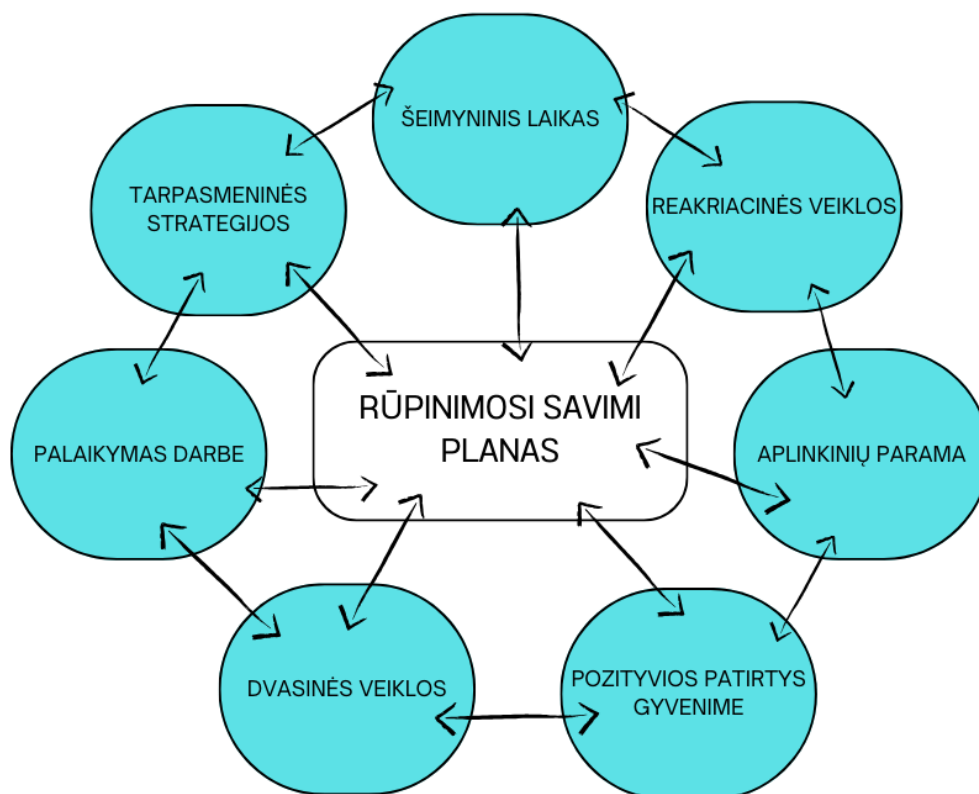 ŠEIMYNINIS LAIKAS
TARPASMENINĖS
STRATEGIJOS
REAKRIACINĖS VEIKLOS
RŪPINIMOSI SAVIMI
PLANAS
PALAIKYMAS DARBE
APLINKINIŲ PARAMA
DVASINĖS VEIKLOS
POZITYVIOS PATIRTYS
GYVENIME